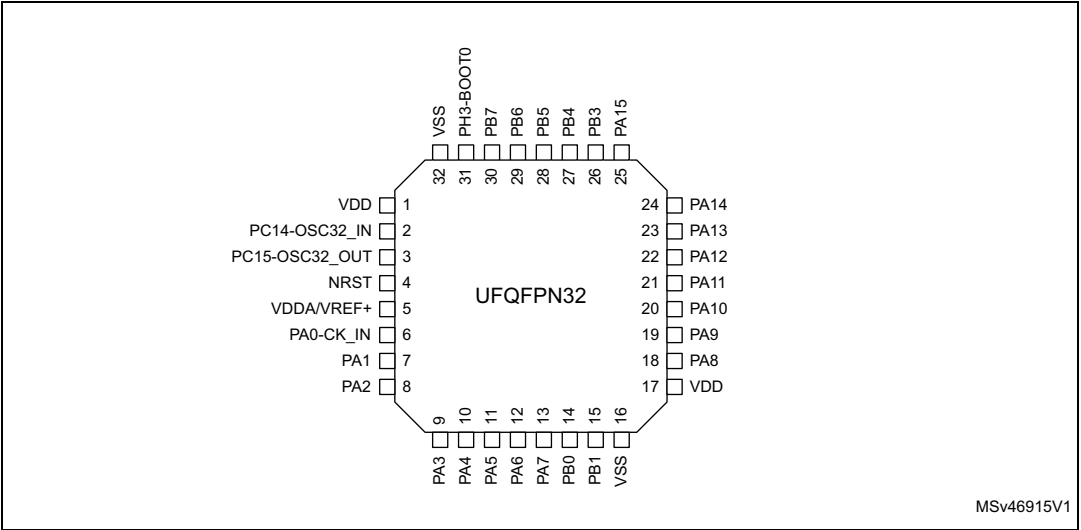 VSS
PH3-BOOT0
PB7
PB6
PB5
PB4
PB3
PA15
32
31
30
29
28
27
26
25
VDD 1
PC14-OSC32_IN 2
PC15-OSC32_OUT 3
NRST 4
VDDA/VREF+ 5
PA0-CK_IN 6
PA1 7
PA2 8
UFQFPN32
24 PA14
23 PA13
22 PA12
21 PA11
20 PA10
19 PA9
18 PA8
17 VDD
9
10
11
12
13
14
15
16
PA3
PA4
PA5
PA6
PA7
PB0
PB1
VSS
MSv46915V1